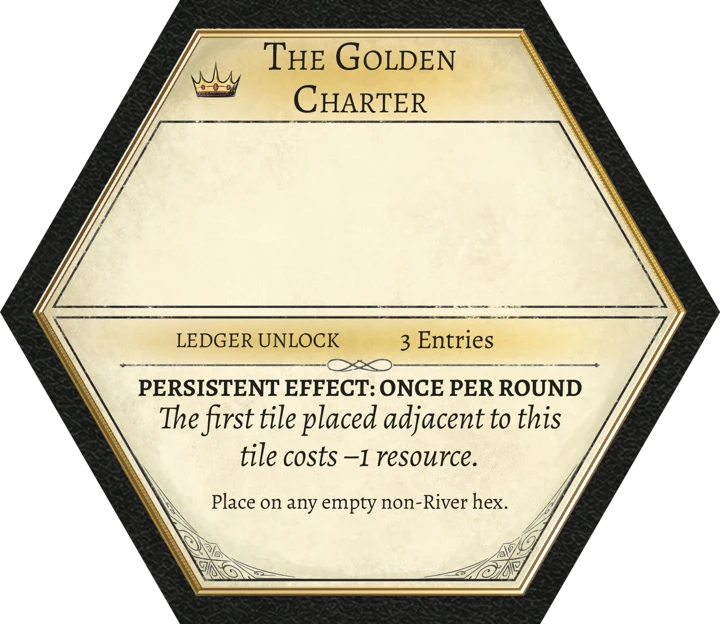 The Golden
Charter
LEDGER UNLOCK 3 Entries
PERSISTENT EFFECT: ONCE PER ROUND
The first tile placed adjacent to this
tile costs –1 resource.
Place on any empty non-River hex.